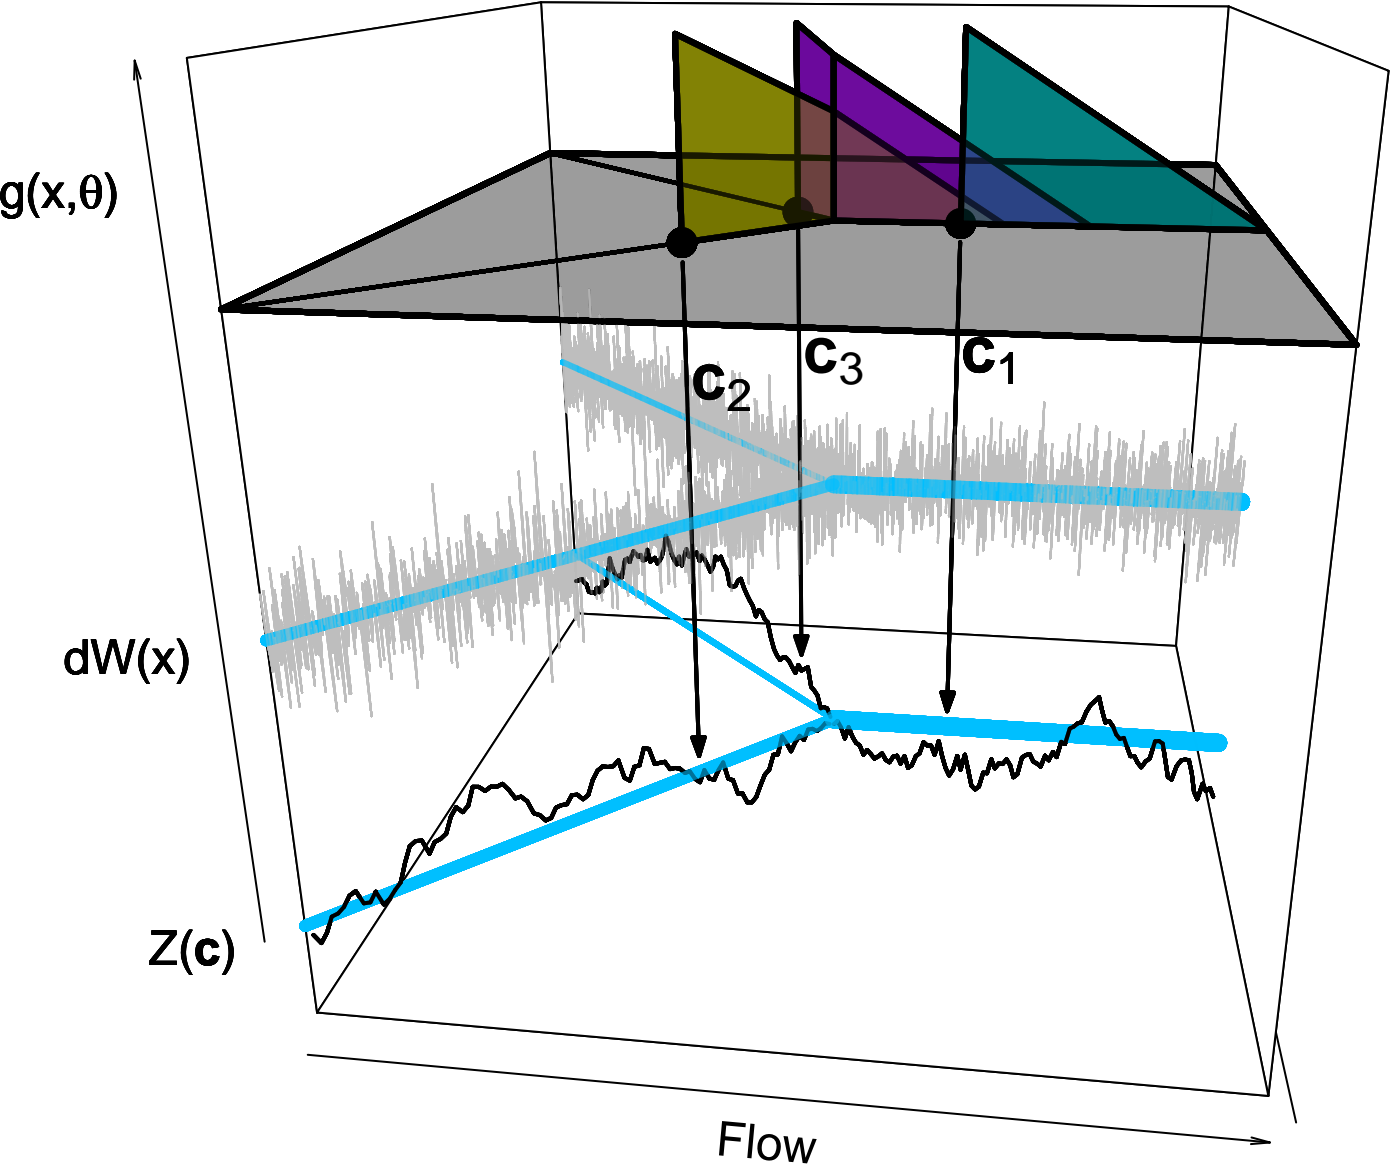 g(x,θ)
c3
c1
c2
dW(x)
Z(c)
Flow